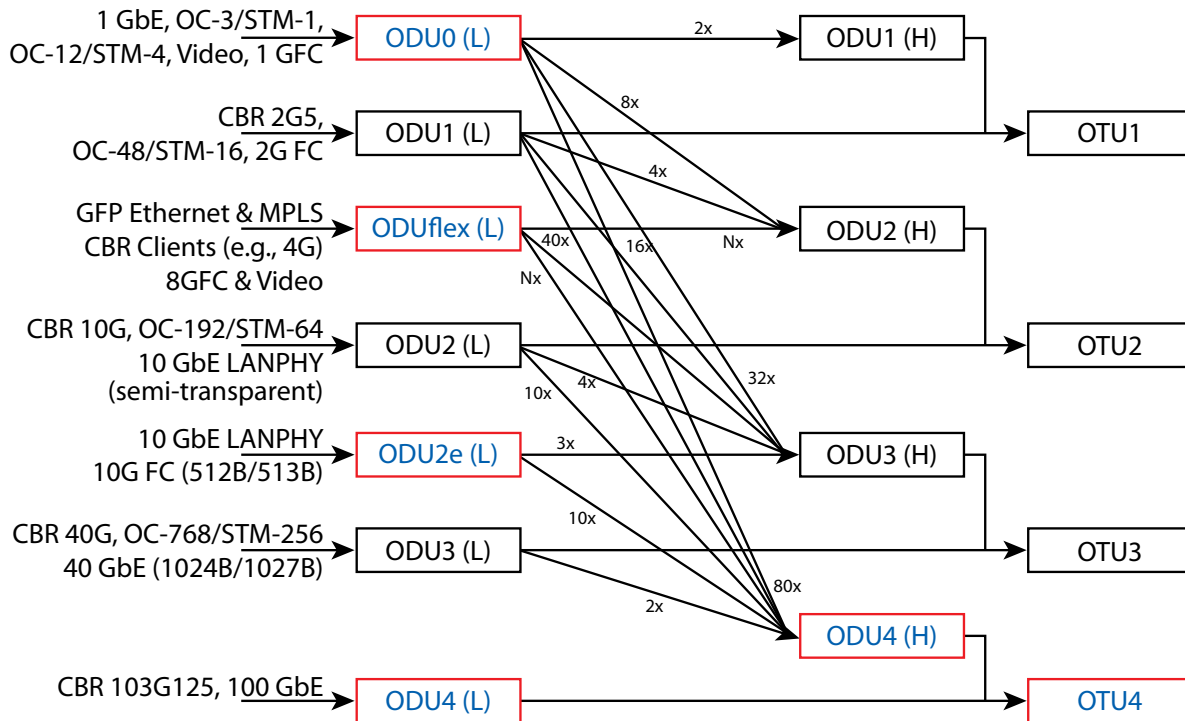 1 GbE, OC-3/STM-1,
OC-12/STM-4, Video, 1 GFC
ODU0 (L)
2x
ODU1 (H)
8x
CBR 2G5,
OC-48/STM-16, 2G FC
ODU1 (L)
OTU1
4x
GFP Ethernet & MPLS
CBR Clients (e.g., 4G)
8GFC & Video
ODUflex (L)
40x
16x
Nx
ODU2 (H)
Nx
CBR 10G, OC-192/STM-64
10 GbE LANPHY
(semi-transparent)
ODU2 (L)
OTU2
4x
10x
32x
10 GbE LANPHY
10G FC (512B/513B)
ODU2e (L)
3x
ODU3 (H)
10x
CBR 40G, OC-768/STM-256
40 GbE (1024B/1027B)
ODU3 (L)
OTU3
80x
2x
ODU4 (H)
CBR 103G125, 100 GbE
ODU4 (L)
OTU4